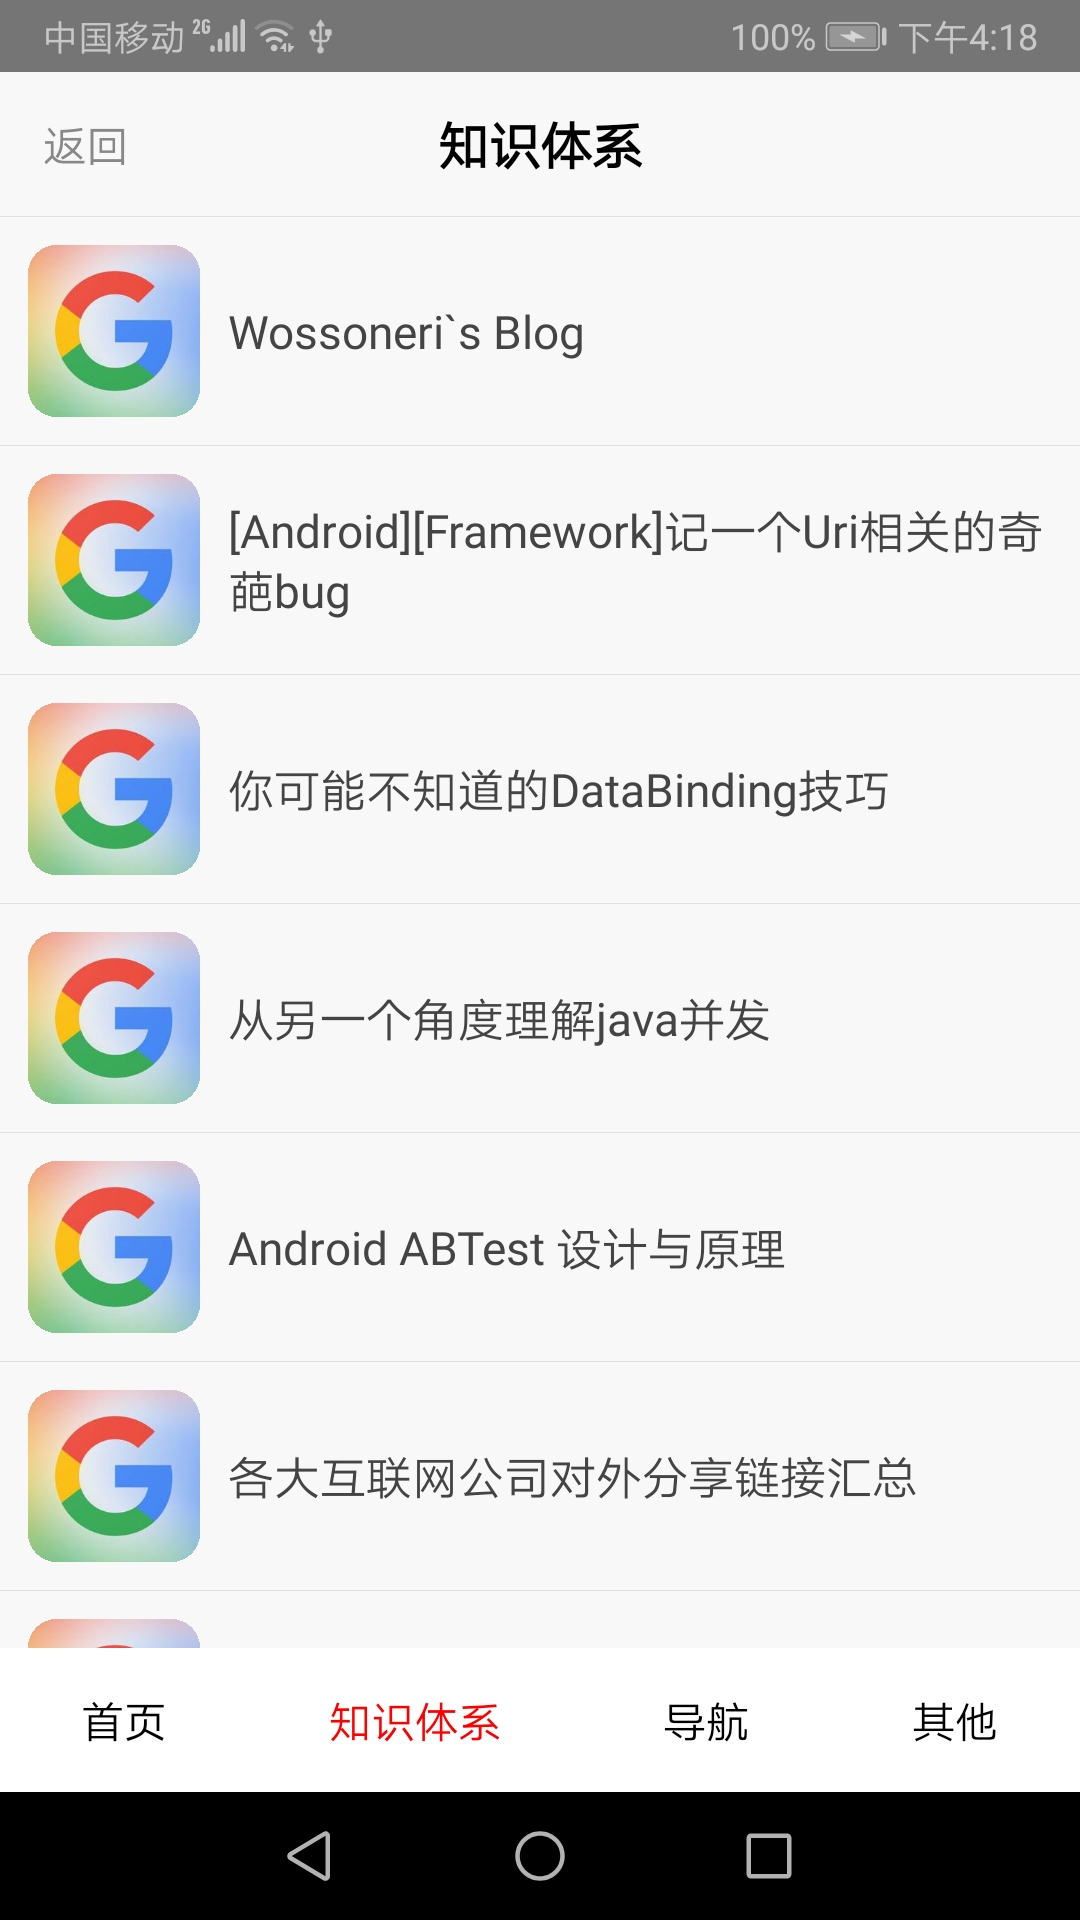 中国移动 2G 100% 下午4:18
返回 知识体系
Wossoneri`s Blog
[Android][Framework]记一个Uri相关的奇
葩bug
你可能不知道的DataBinding技巧
从另一个角度理解java并发
Android ABTest 设计与原理
各大互联网公司对外分享链接汇总
首页 知识体系 导航 其他